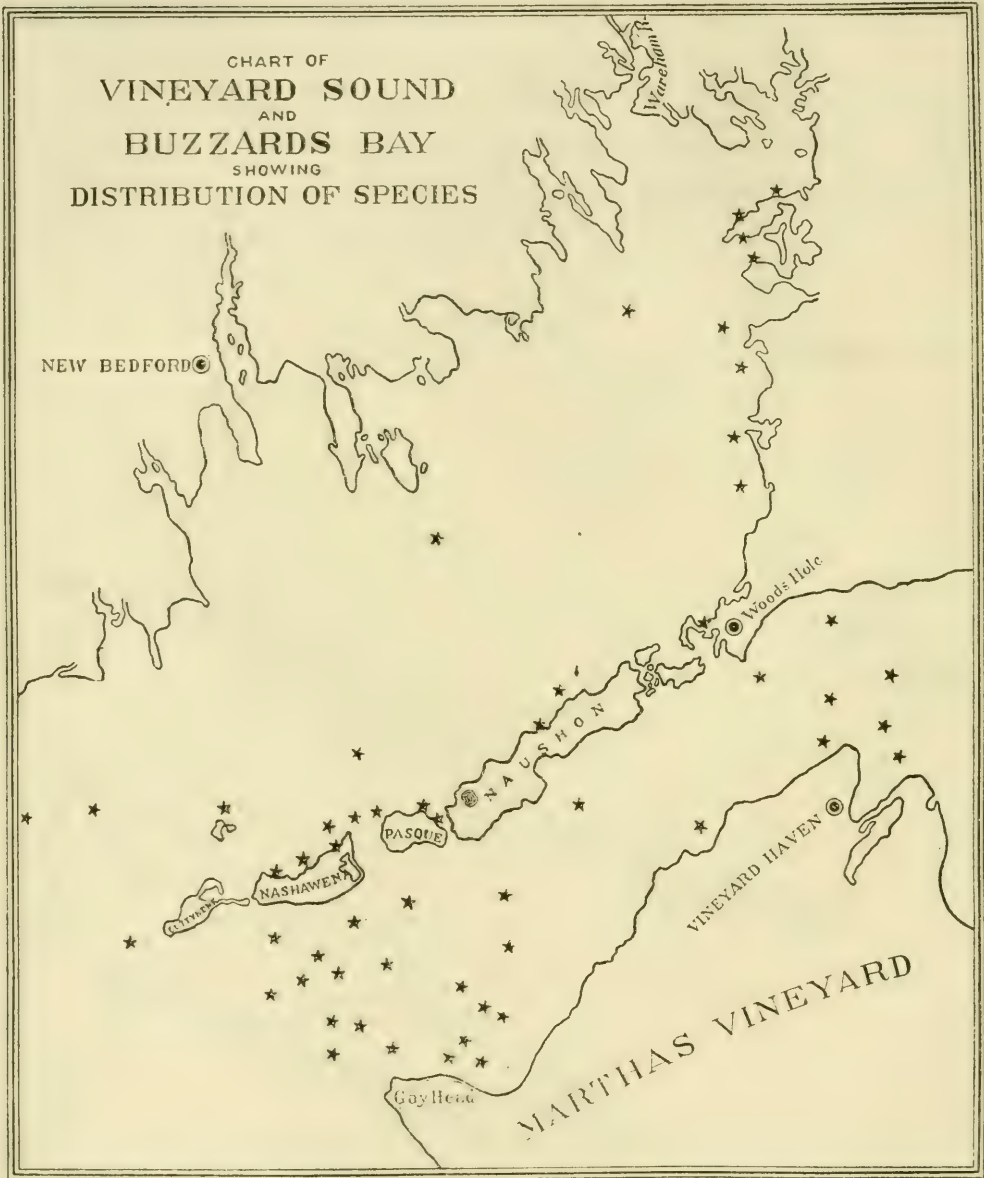 CHART OF
VINEYARD SOUND
AND
BUZZARDS BAY
SHOWING
DISTRIBUTION OF SPECIES
Wareham R.
NEW BEDFORD
Woods Hole
NAUSHON
PASQUE
NASHAWENA
CUTTYHUNK
VINEYARD HAVEN
MARTHAS VINEYARD
Gay Head